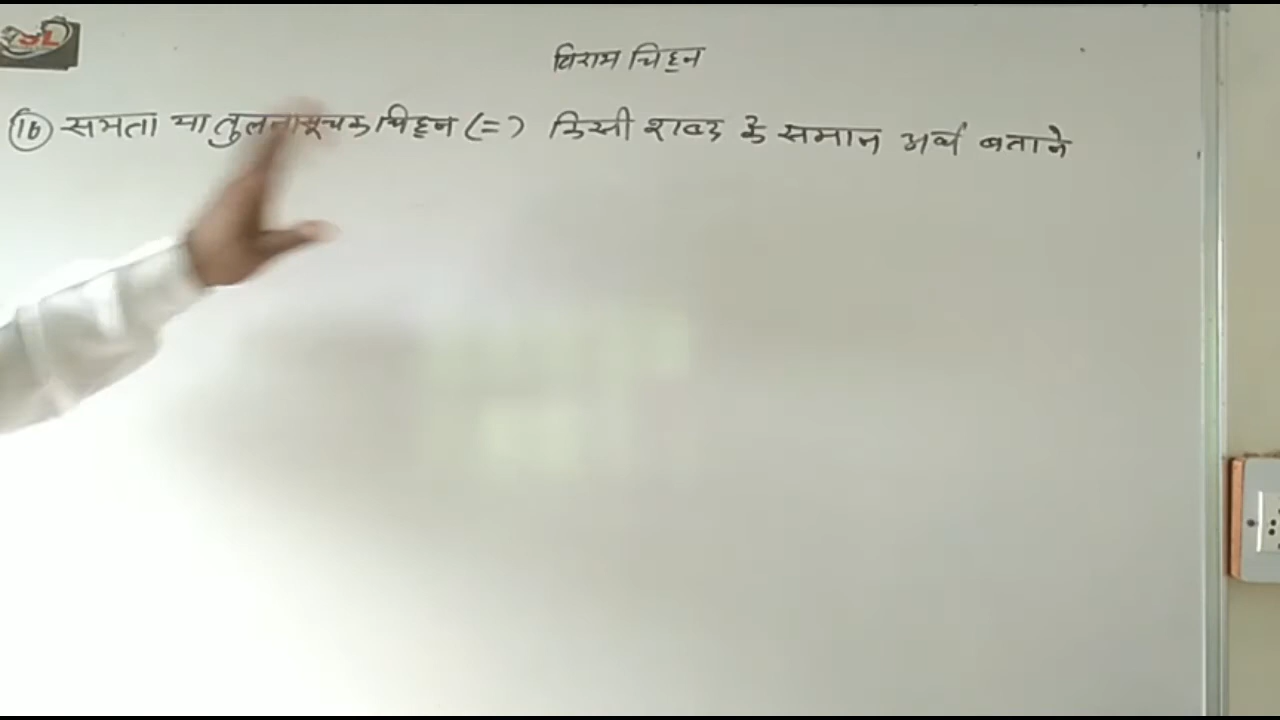 विराम चिह्न
(16) समता या तुलनासूचक चिह्न (=) किसी शब्द के समान अर्थ बताने